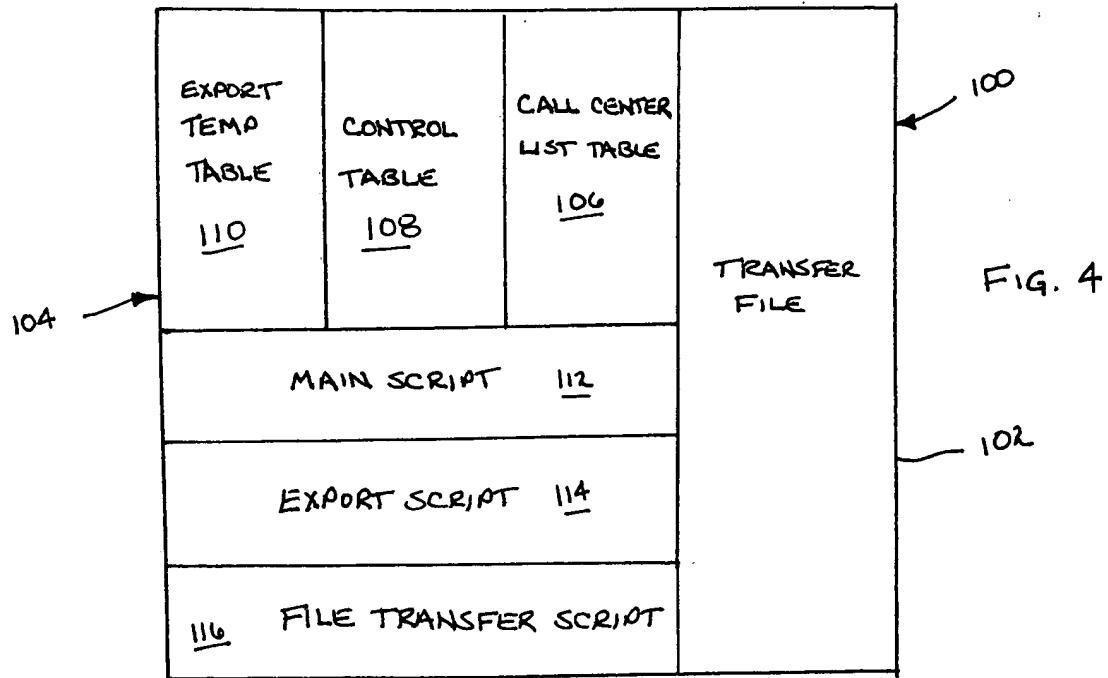 EXPORT
TEMP
TABLE
110
CONTROL
TABLE
108
CALL CENTER
LIST TABLE
106
TRANSFER
FILE
100
FIG. 4
104
102
MAIN SCRIPT 112
EXPORT SCRIPT 114
116 FILE TRANSFER SCRIPT